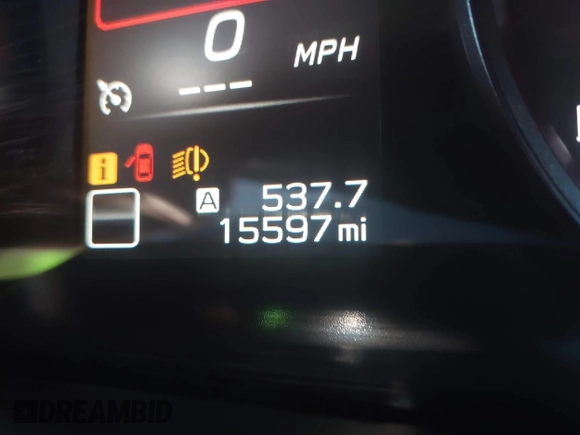 0
MPH
---
i
A 537.7
15597 mi
DREAMBID